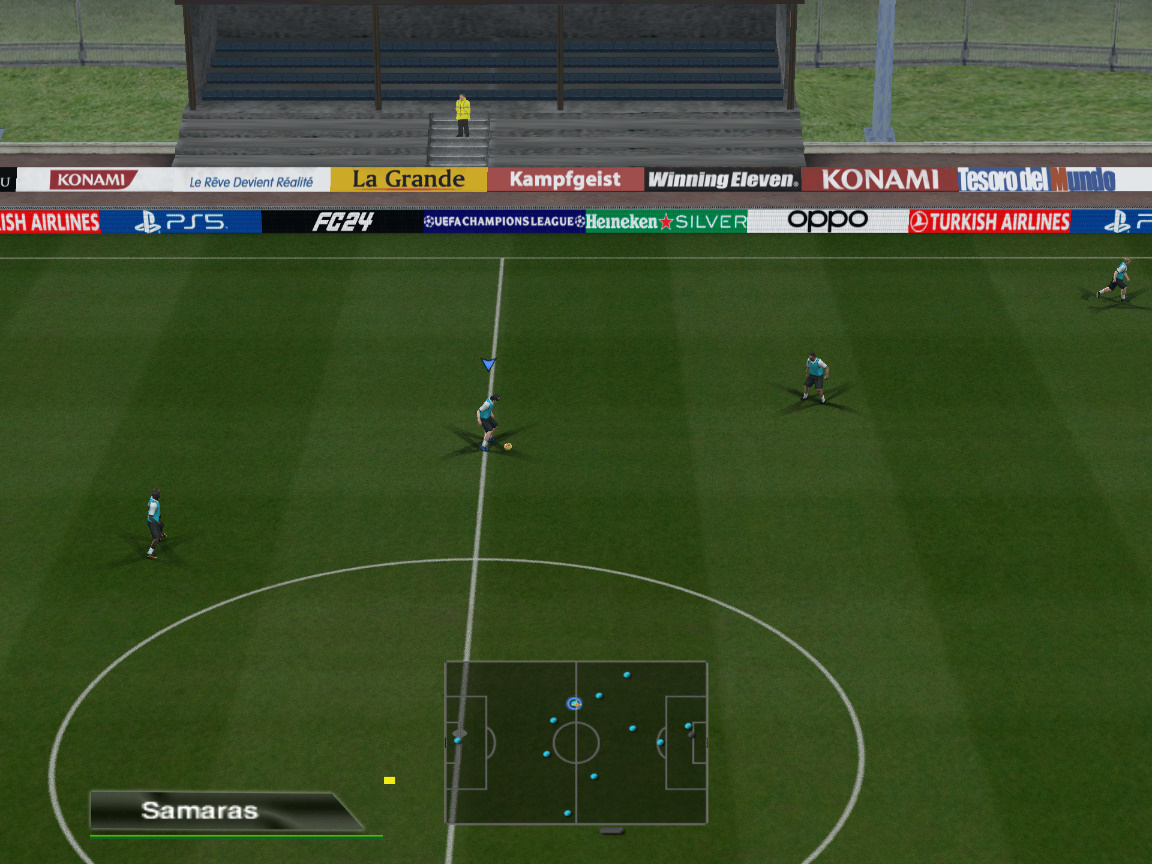 U KONAMI Le Rêve Devient Réalité La Grande Kampfgeist Winning Eleven® KONAMI Tesoro del Mundo
ISH AIRLINES PS5 FC24 UEFA CHAMPIONS LEAGUE Heineken SILVER oppo TURKISH AIRLINES P
Samaras